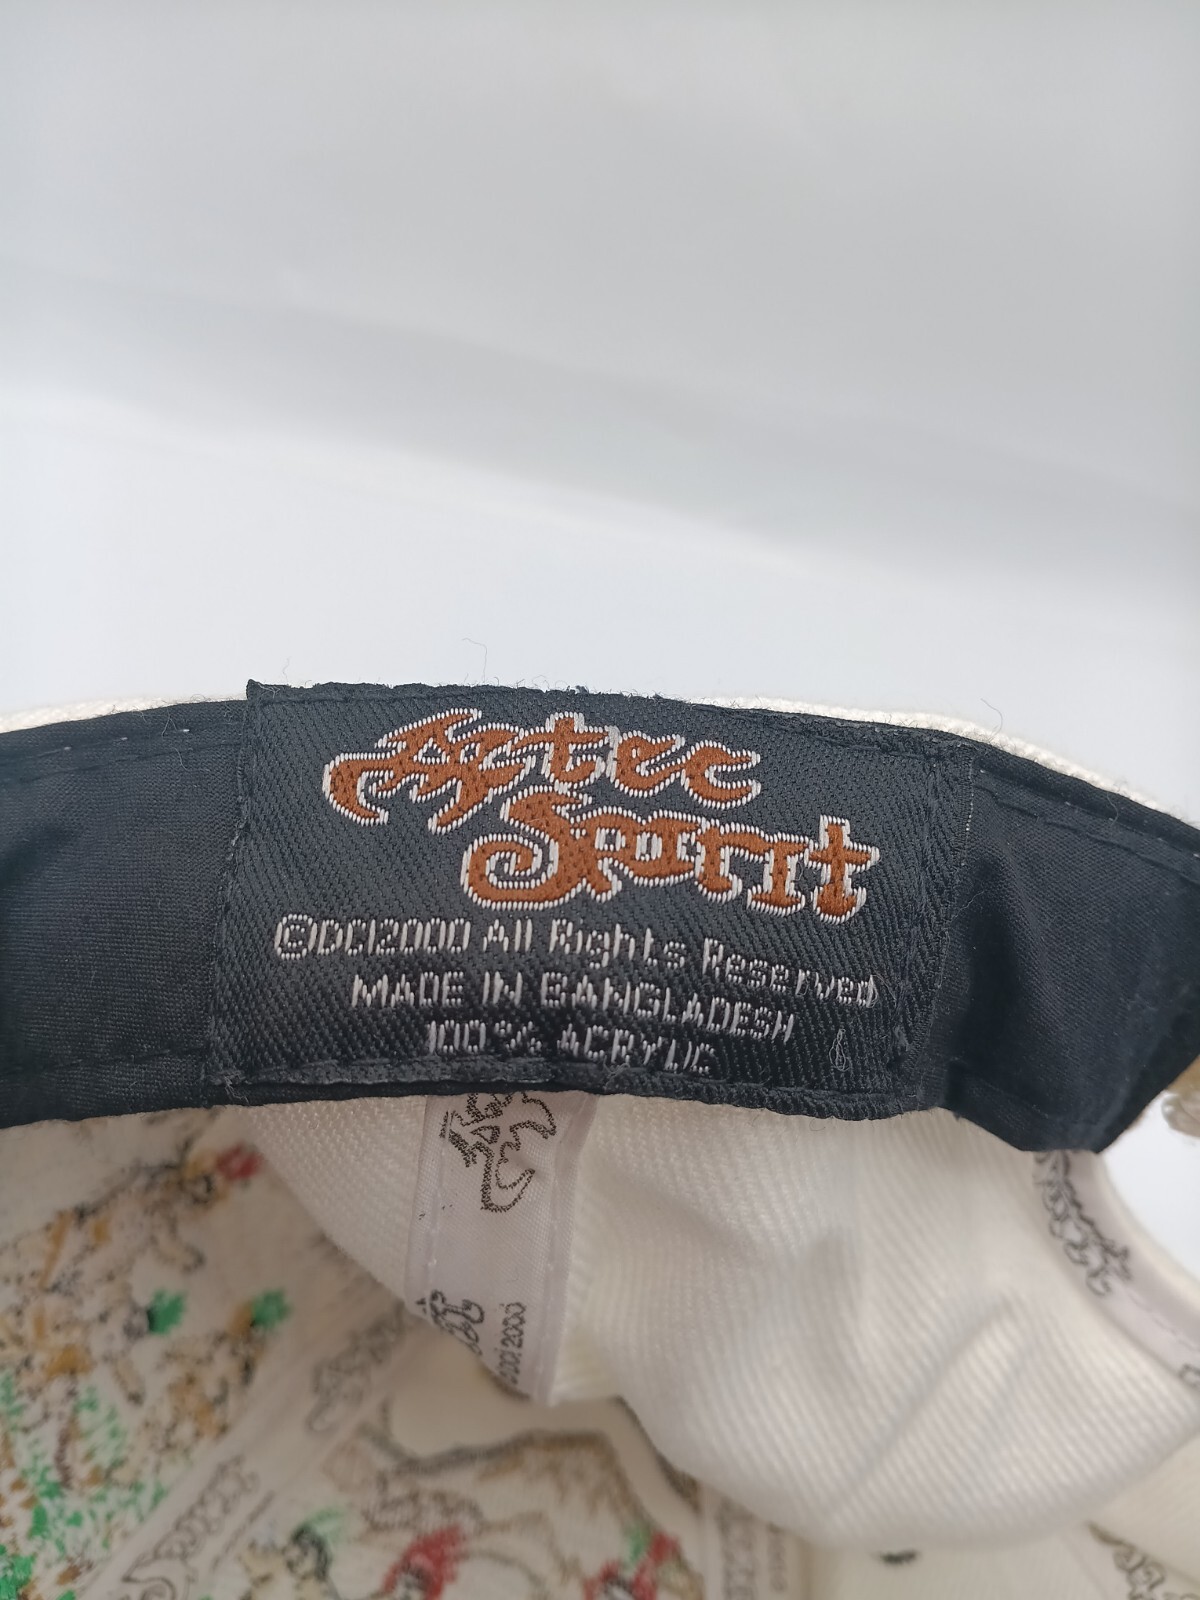 Aztec
Spirit
©DCI2000 All Rights Reserved
MADE IN BANGLADESH
100% ACRYLIC